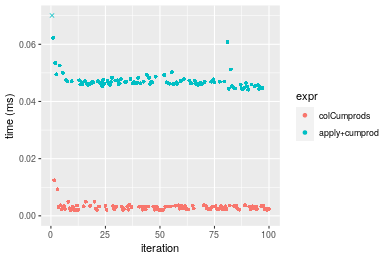 time (ms)
0.06
0.04
0.02
0.00
0
25
50
75
100
iteration
expr
colCumprods
apply+cumprod